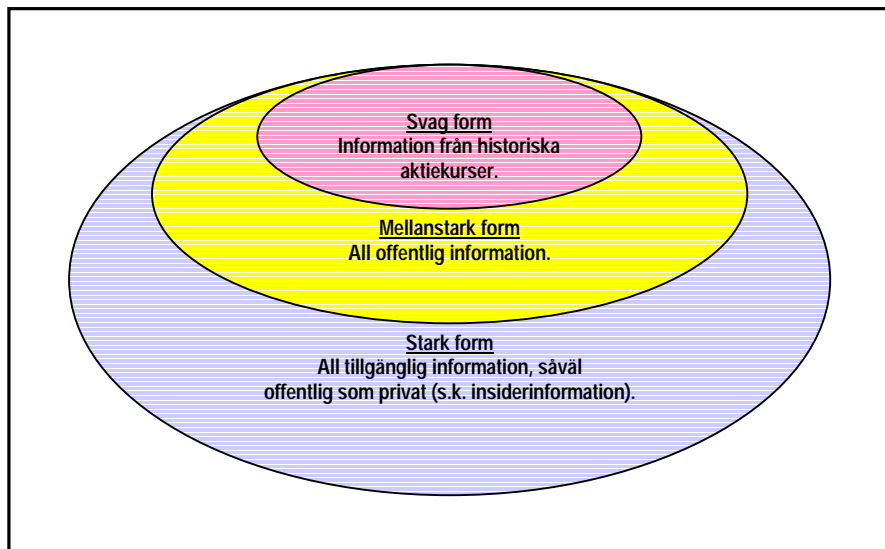 Svag form
Information från historiska
aktiekurser.
Mellanstark form
All offentlig information.
Stark form
All tillgänglig information, såväl
offentlig som privat (s.k. insiderinformation).